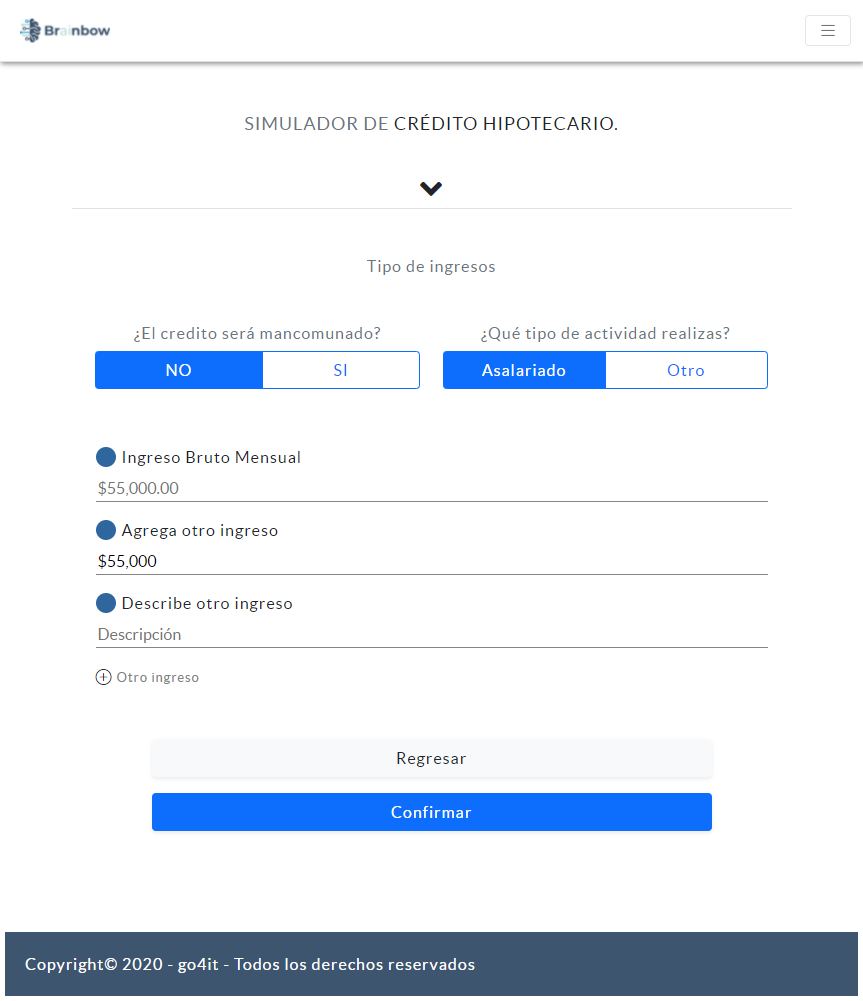 Brainbow
SIMULADOR DE CRÉDITO HIPOTECARIO.
Tipo de ingresos
¿El credito será mancomunado?
NO SI
¿Qué tipo de actividad realizas?
Asalariado Otro
Ingreso Bruto Mensual
$55,000.00
Agrega otro ingreso
$55,000
Describe otro ingreso
Descripción
Otro ingreso
Regresar
Confirmar
Copyright© 2020 - go4it - Todos los derechos reservados